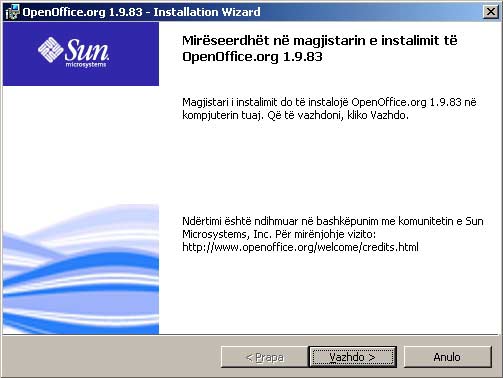 OpenOffice.org 1.9.83 - Installation Wizard
Sun
microsystems
Mirëseerdhët në magjistarin e instalimit të
OpenOffice.org 1.9.83
Magjistari i instalimit do të instalojë OpenOffice.org 1.9.83 në
kompjuterin tuaj. Që të vazhdoni, kliko Vazhdo.
Ndërtimi është ndihmuar në bashkëpunim me komunitetin e Sun
Microsystems, Inc. Për mirënjohje vizito:
http://www.openoffice.org/welcome/credits.html
< Prapa
Vazhdo >
Anulo